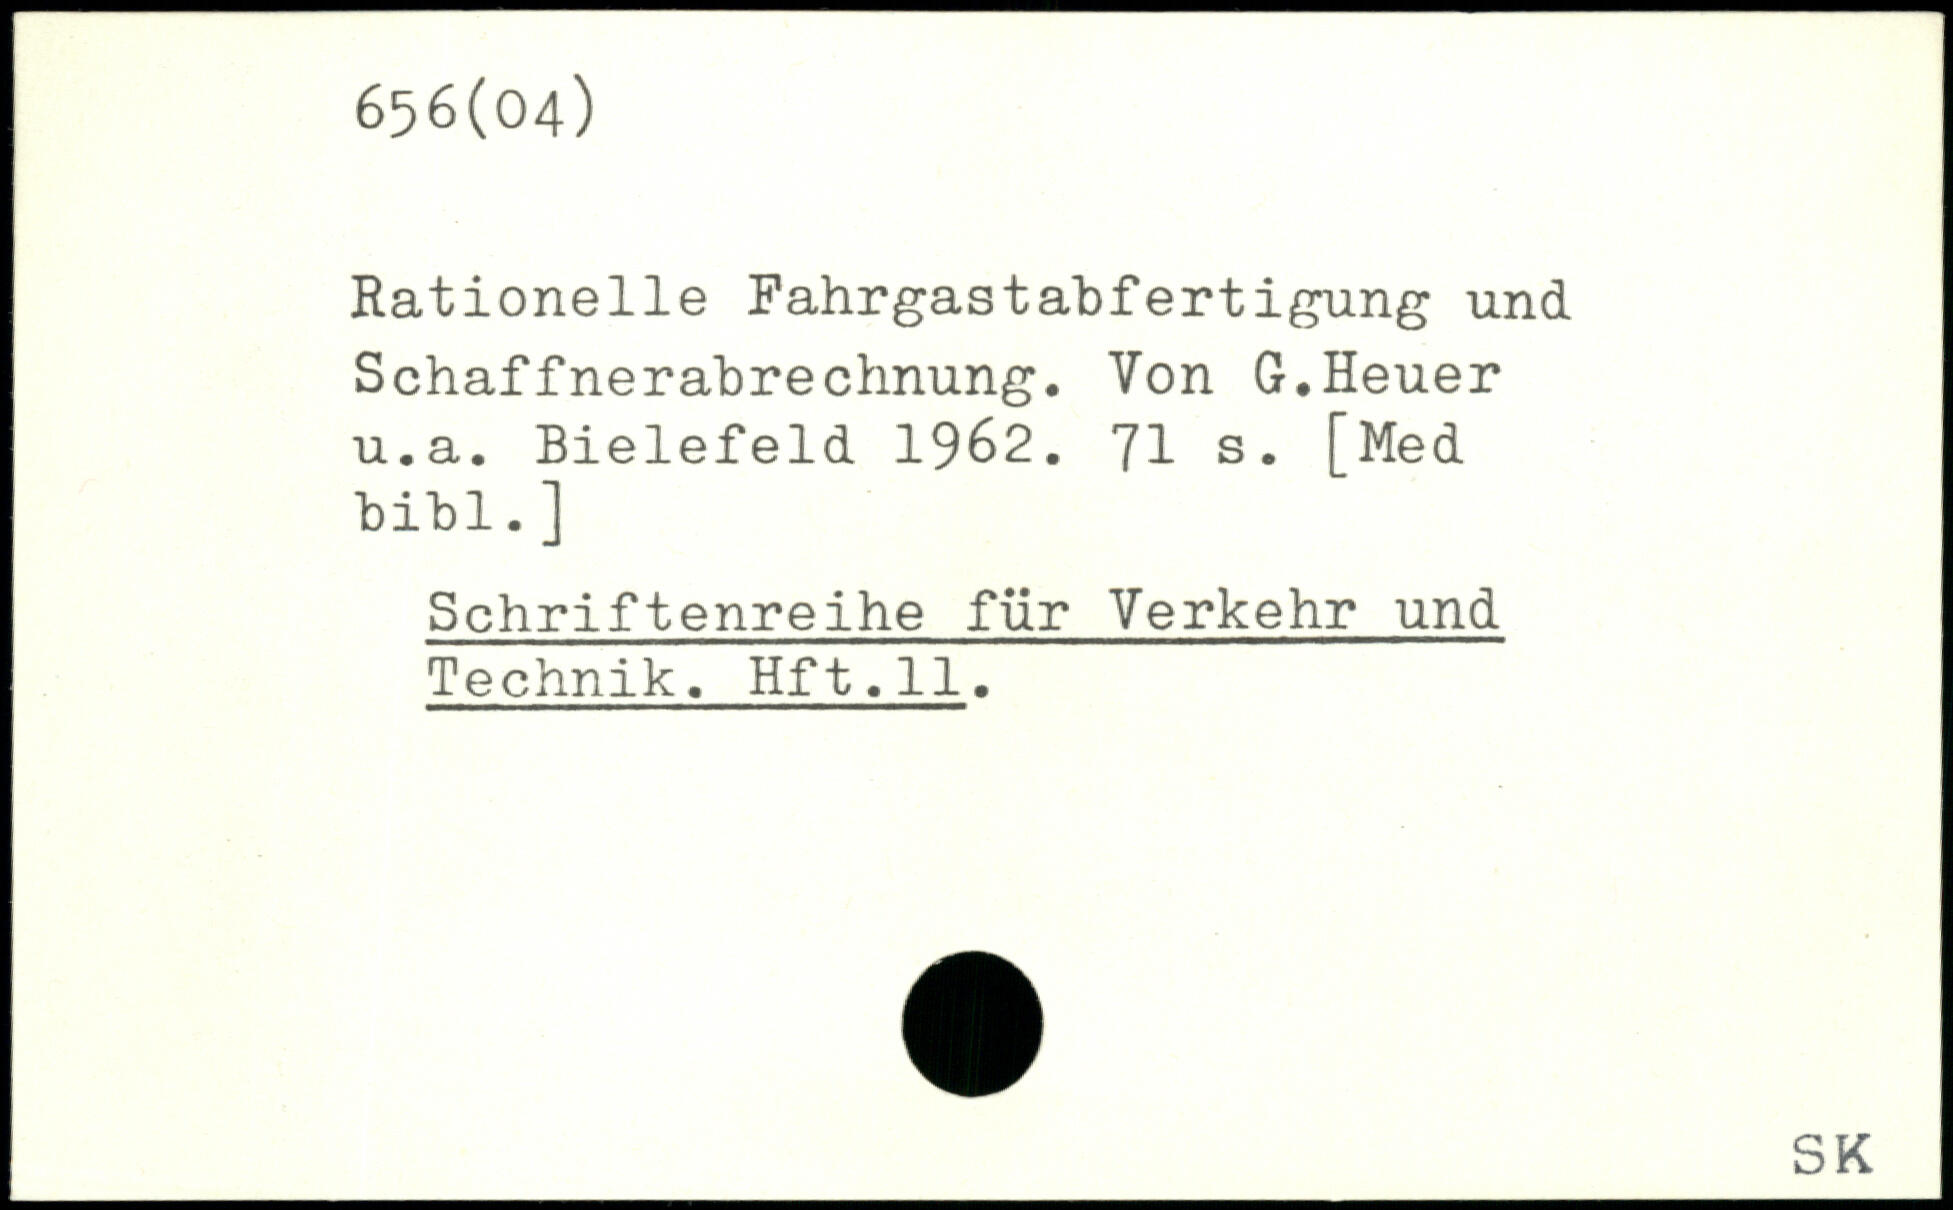 656(04)
Rationelle Fahrgastabfertigung und
Schaffnerabrechnung. Von G.Heuer
u.a. Bielefeld 1962. 71 s. [Med
bibl.]
Schriftenreihe für Verkehr und
Technik. Hft.11.
SK